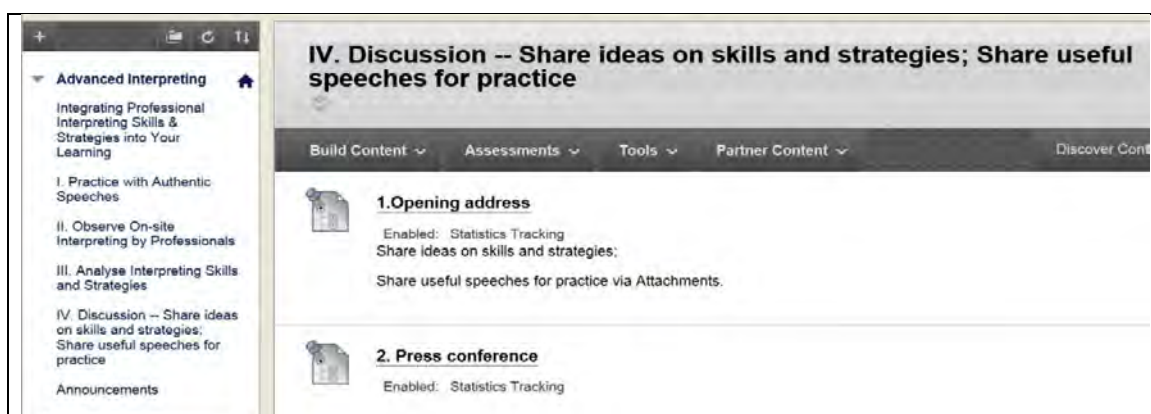 Advanced Interpreting
Integrating Professional
Interpreting Skills &
Strategies into Your
Learning
I. Practice with Authentic
Speeches
II. Observe On-site
Interpreting by Professionals
III. Analyse Interpreting Skills
and Strategies
IV. Discussion -- Share ideas
on skills and strategies;
Share useful speeches for
practice
Announcements
IV. Discussion -- Share ideas on skills and strategies; Share useful
speeches for practice
Build Content Assessments Tools Partner Content Discover Cont
1.Opening address
Enabled: Statistics Tracking
Share ideas on skills and strategies;
Share useful speeches for practice via Attachments.
2. Press conference
Enabled: Statistics Tracking